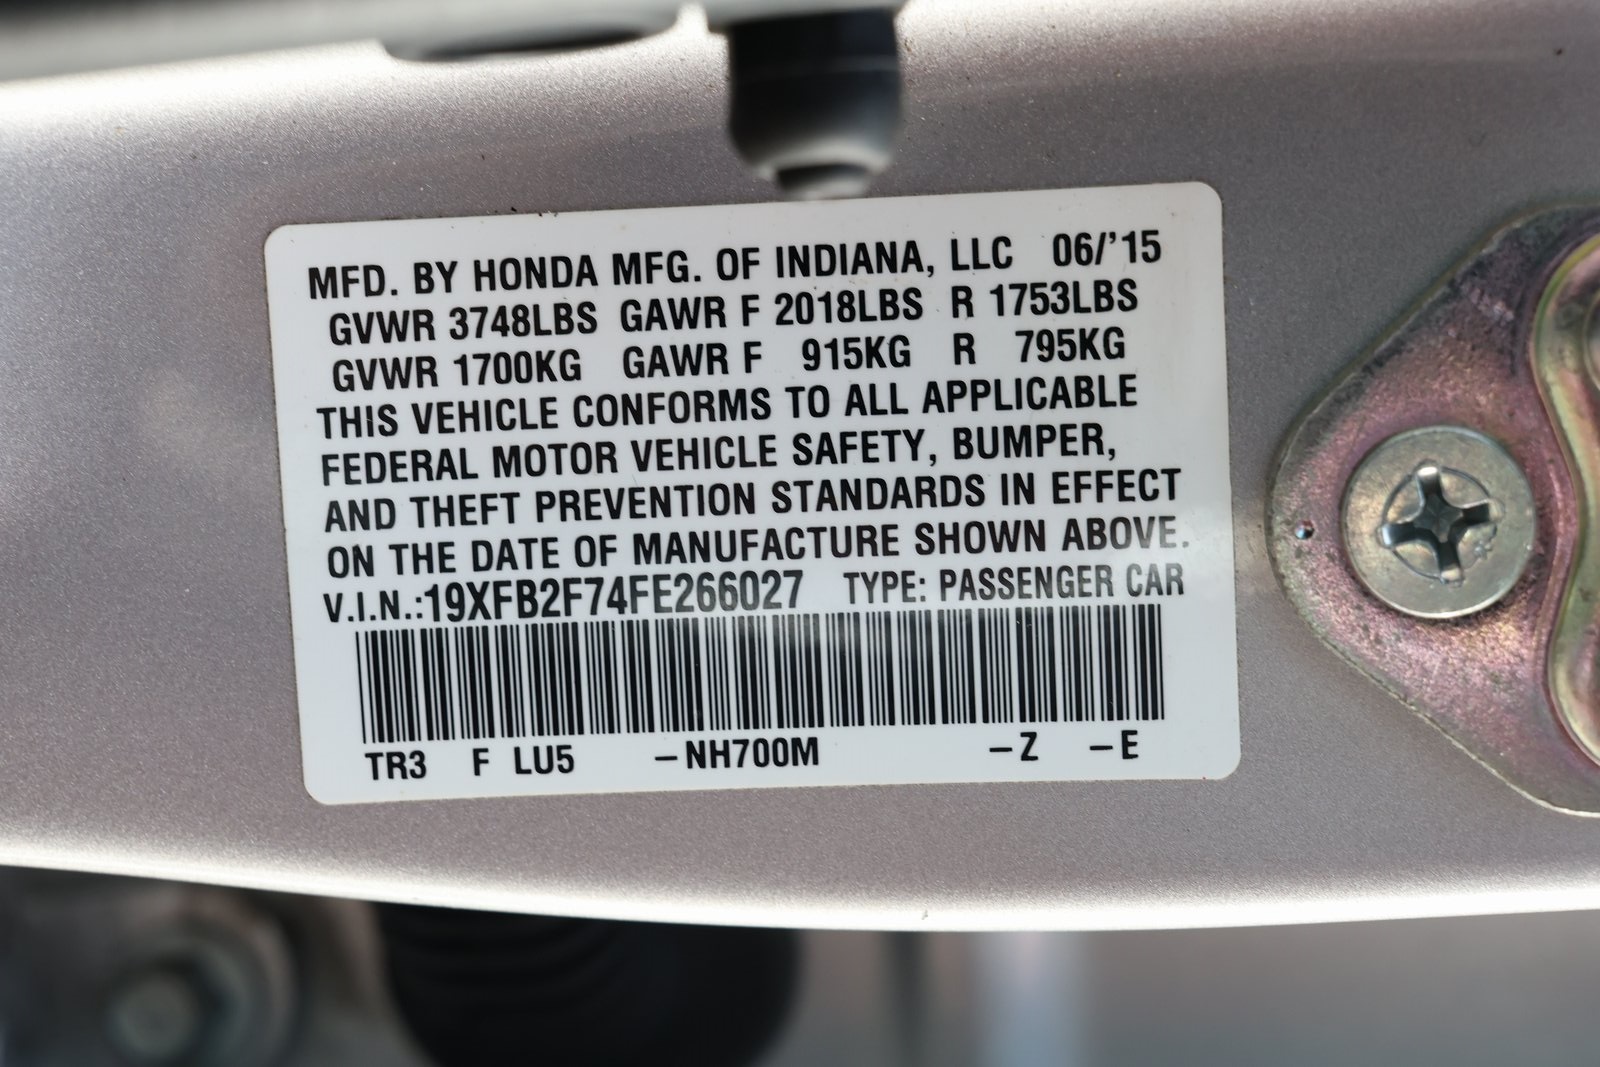 MFD. BY HONDA MFG. OF INDIANA, LLC 06/'15
GVWR 3748LBS GAWR F 2018LBS R 1753LBS
GVWR 1700KG GAWR F 915KG R 795KG
THIS VEHICLE CONFORMS TO ALL APPLICABLE
FEDERAL MOTOR VEHICLE SAFETY, BUMPER,
AND THEFT PREVENTION STANDARDS IN EFFECT
ON THE DATE OF MANUFACTURE SHOWN ABOVE.
V.I.N.:19XFB2F74FE266027 TYPE: PASSENGER CAR
TR3 F LU5 –NH700M –Z –E